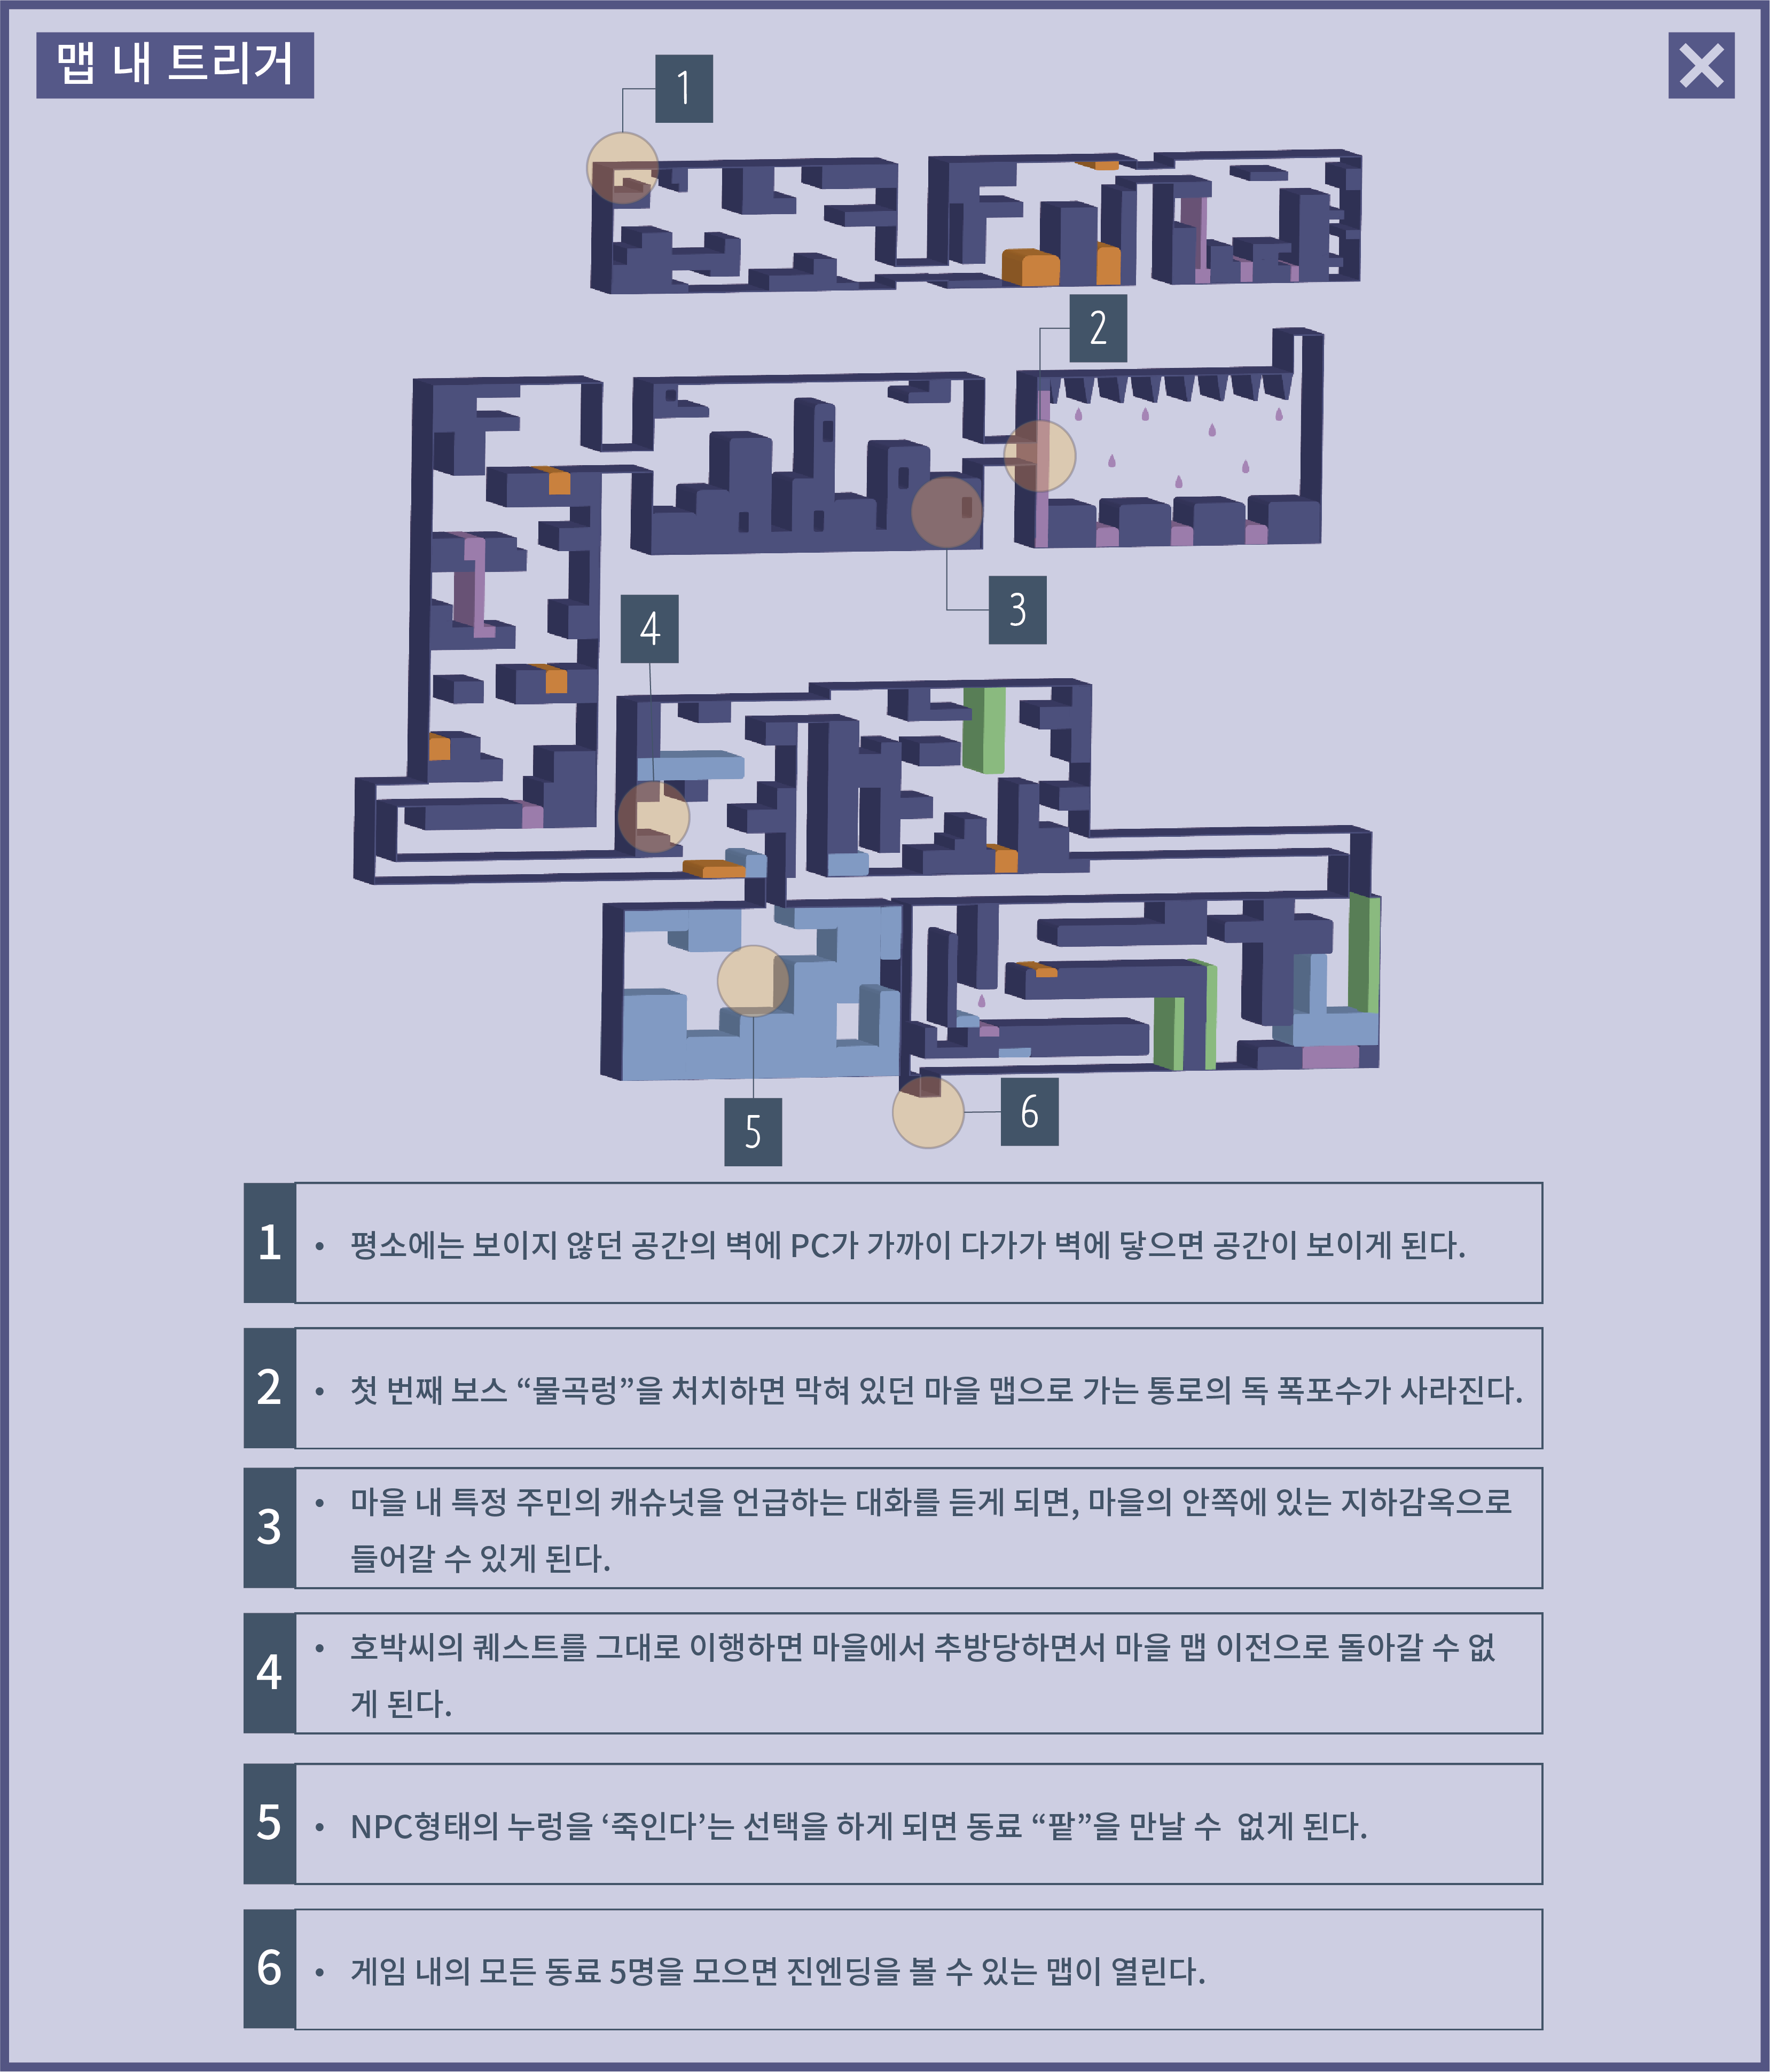 맵 내 트리거
1
2
3
4
5
6
1
• 평소에는 보이지 않던 공간의 벽에 PC가 가까이 다가가 벽에 닿으면 공간이 보이게 된다.
2
• 첫 번째 보스 “물곡렁”을 처치하면 막혀 있던 마을 맵으로 가는 통로의 독 폭포수가 사라진다.
3
• 마을 내 특정 주민의 캐슈넛을 언급하는 대화를 듣게 되면, 마을의 안쪽에 있는 지하감옥으로
들어갈 수 있게 된다.
4
• 호박씨의 퀘스트를 그대로 이행하면 마을에서 추방당하면서 마을 맵 이전으로 돌아갈 수 없
게 된다.
5
• NPC형태의 누렁을 ‘죽인다’는 선택을 하게 되면 동료 “팥”을 만날 수  없게 된다.
6
• 게임 내의 모든 동료 5명을 모으면 진엔딩을 볼 수 있는 맵이 열린다.